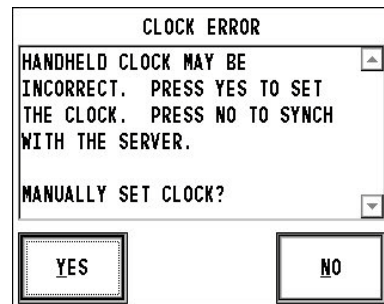 CLOCK ERROR
HANDHELD CLOCK MAY BE
INCORRECT. PRESS YES TO SET
THE CLOCK. PRESS NO TO SYNCH
WITH THE SERVER.
MANUALLY SET CLOCK?
YES
NO